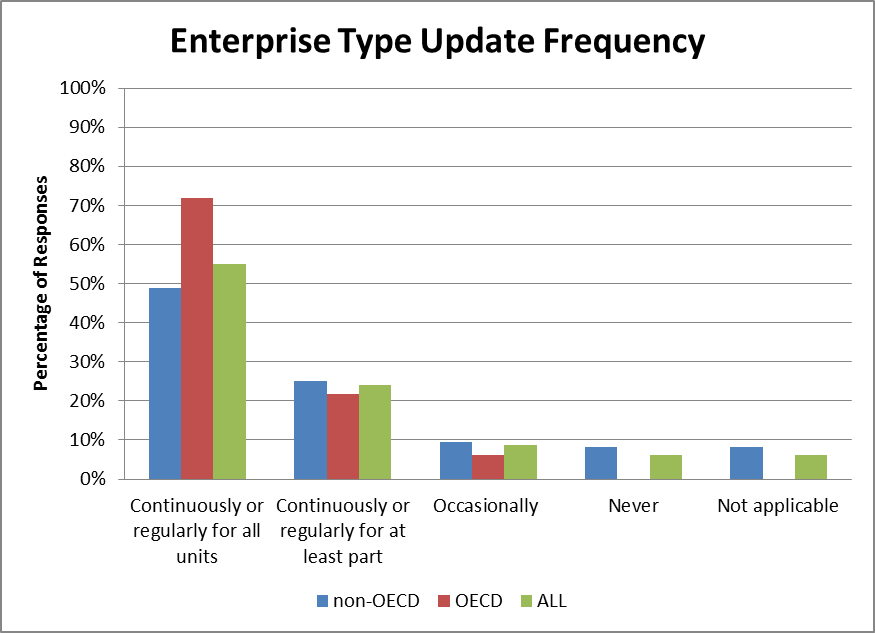 Enterprise Type Update Frequency
Percentage of Responses
100%
90%
80%
70%
60%
50%
40%
30%
20%
10%
0%
Continuously or
regularly for all
units
Continuously or
regularly for at
least part
Occasionally
Never
Not applicable
non-OECD OECD ALL